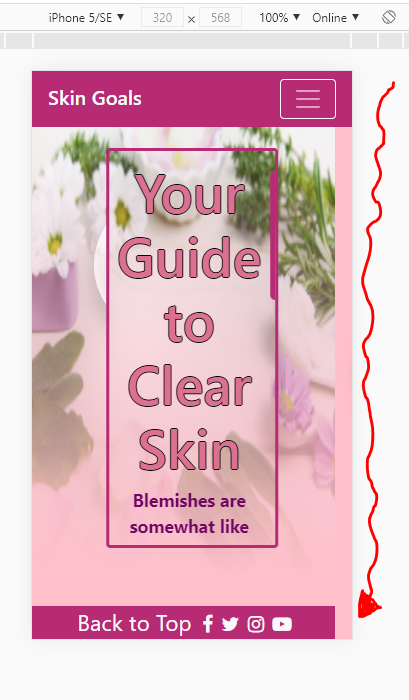 iPhone 5/SE ▼ 320 × 568 100% ▼ Online ▼
Skin Goals
Your
Guide
to
Clear
Skin
Blemishes are
somewhat like
Back to Top